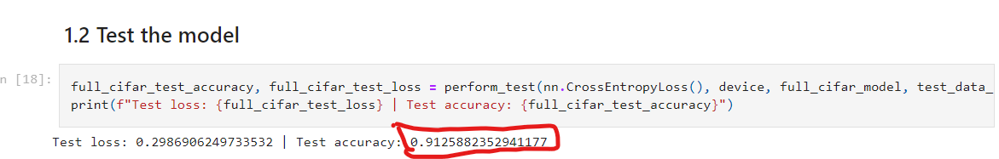 1.2 Test the model
n [18]:
full_cifar_test_accuracy, full_cifar_test_loss = perform_test(nn.CrossEntropyLoss(), device, full_cifar_model, test_data_
print(f"Test loss: {full_cifar_test_loss} | Test accuracy: {full_cifar_test_accuracy}")
Test loss: 0.2986906249733532 | Test accuracy: 0.9125882352941177